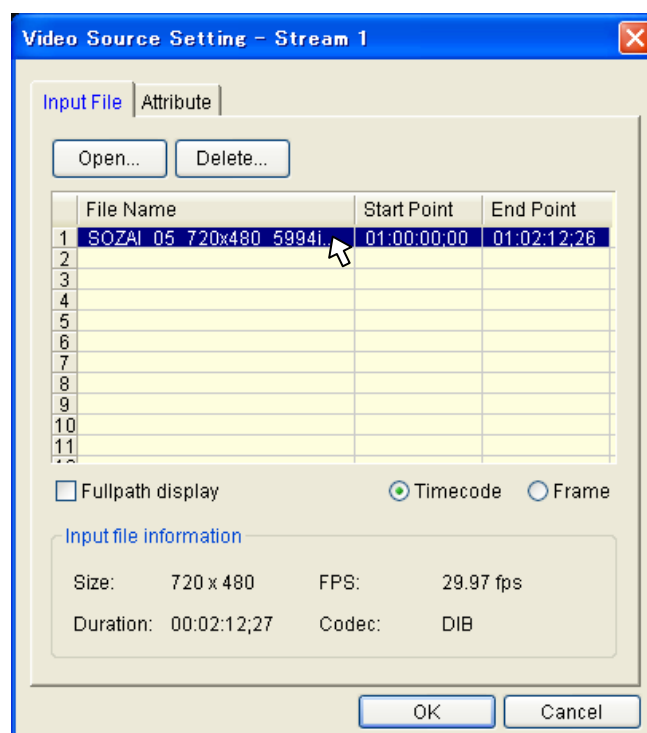 Video Source Setting - Stream 1
Input File Attribute
Open... Delete...
File Name Start Point End Point
1 SOZAI_05_720x480_5994i... 01:00:00;00 01:02:12;26
2
3
4
5
6
7
8
9
10
11
Fullpath display Timecode Frame
Input file information
Size: 720 x 480 FPS: 29.97 fps
Duration: 00:02:12;27 Codec: DIB
OK Cancel